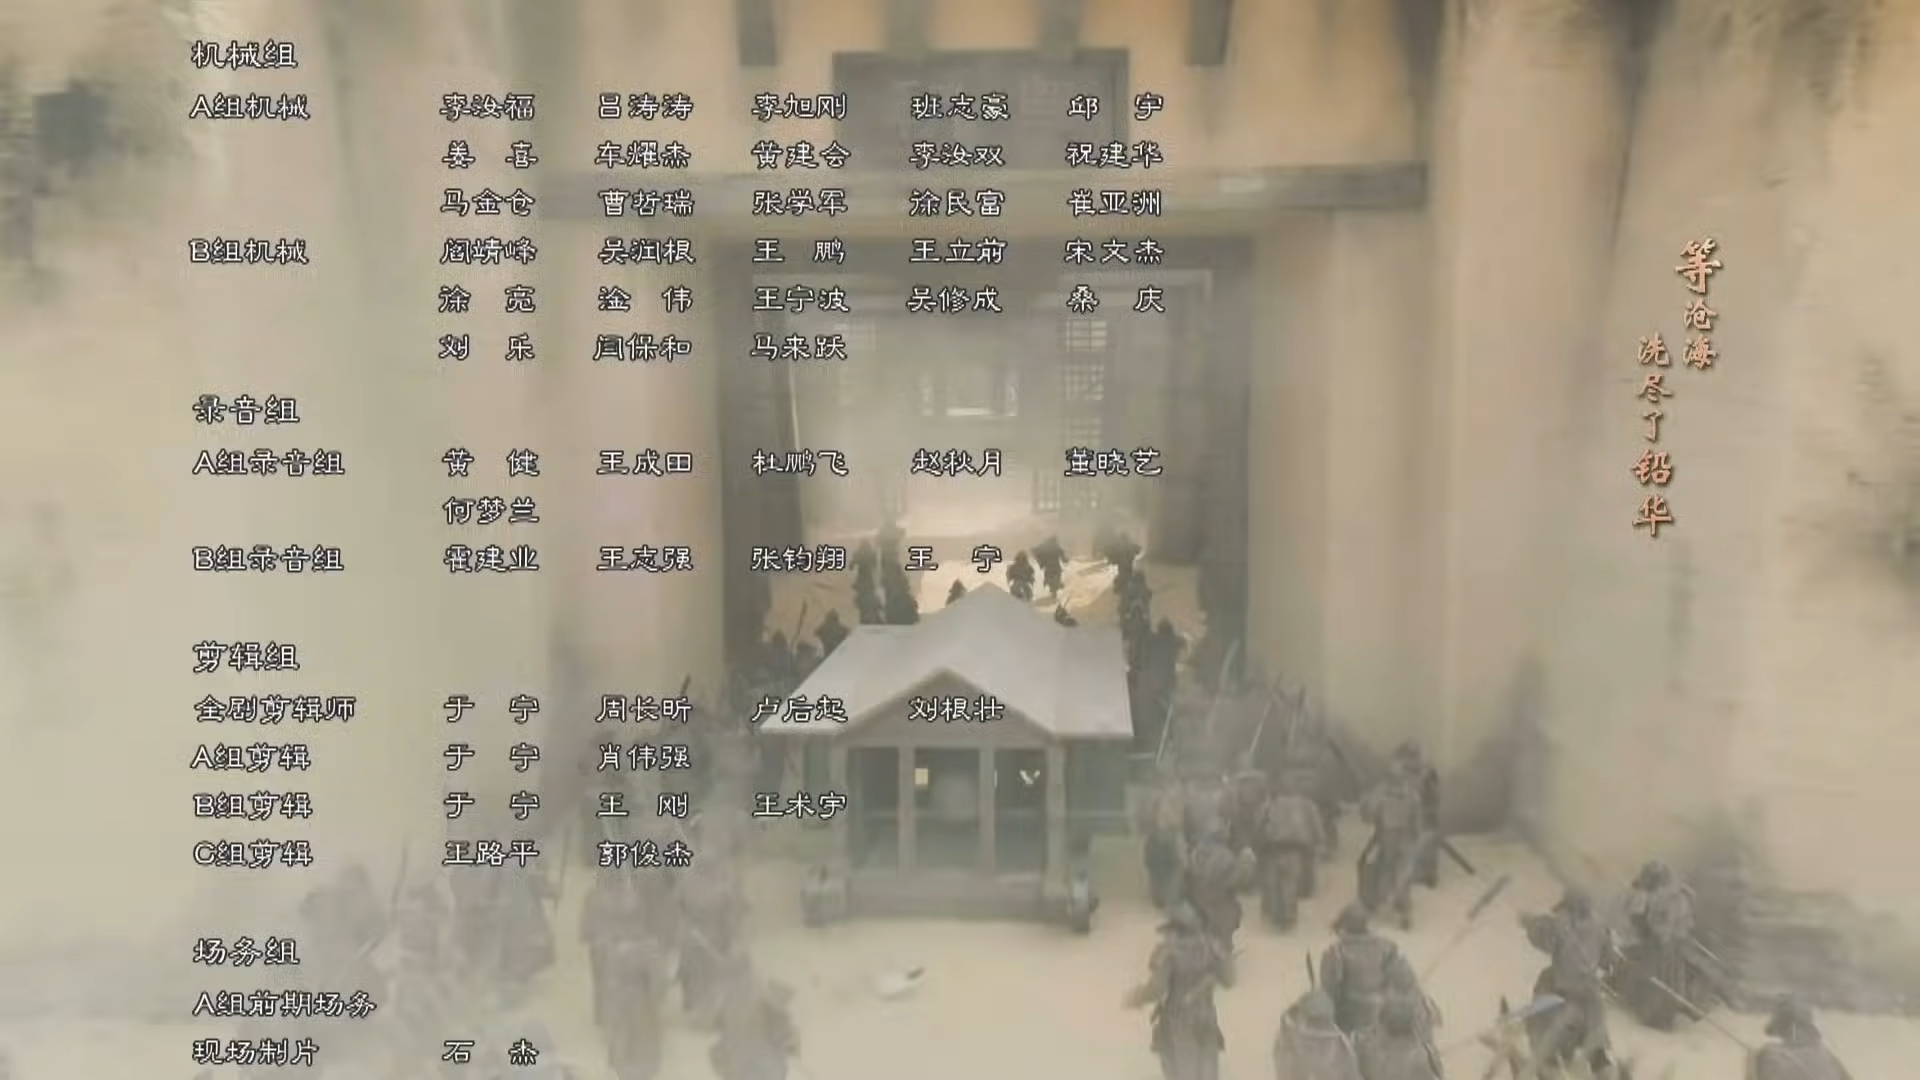 机械组
A组机械 李汝福 吕涛涛 李旭刚 班志豪 邱 宇
姜 喜 车耀杰 黄建会 李汝双 祝建华
马金仓 曹哲瑞 张学军 徐民富 崔亚洲
B组机械 阎靖峰 吴润根 王 鹏 王立前 宋文杰
涂 亮 淦 伟 王宁波 吴修成 桑 庆
刘 乐 闫保和 马来跃
录音组
A组录音组 黄 健 王成田 杜鹏飞 赵秋月 董晓艺
何梦兰
B组录音组 霍建业 王志强 张钧翔 王 宁
剪辑组
全剧剪辑师 于 宁 周长昕 卢后起 刘根壮
A组剪辑 于 宁 肖伟强
B组剪辑 于 宁 王 刚 王术宇
C组剪辑 王路平 郭俊杰
场务组
A组前期场务
现场制片 石 杰
等沧海
洗尽了铅华